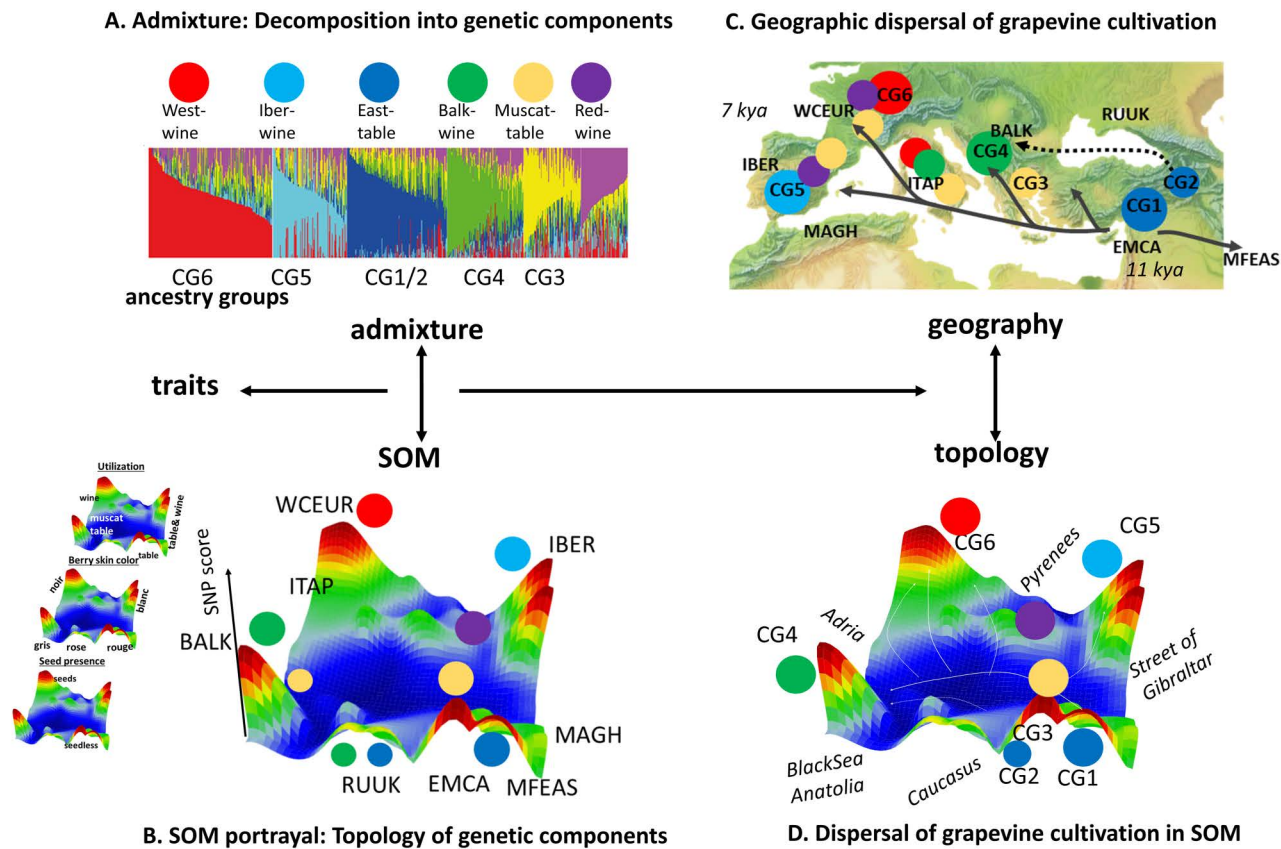 A. Admixture: Decomposition into genetic components
West-
wine
Iber-
wine
East-
table
Balk-
wine
Muscat-
table
Red-
wine
CG6
CG5
CG1/2
CG4
CG3
ancestry groups
C. Geographic dispersal of grapevine cultivation
7 kya
WCEUR
CG6
RUUK
BALK
CG4
IBER
CG5
ITAP
CG3
CG2
CG1
MAGH
EMCA
11 kya
MFEAS
admixture
geography
traits
SOM
topology
Utilization
wine
muscat
table
table
table& wine
Berry skin color
noir
blanc
gris
rose
rouge
Seed presence
seeds
seedless
SNP score
WCEUR
IBER
ITAP
BALK
MAGH
RUUK
EMCA
MFEAS
CG6
Pyrenees
CG5
Adria
CG4
Street of
Gibraltar
CG3
CG2
CG1
BlackSea
Anatolia
Caucasus
B. SOM portrayal: Topology of genetic components
D. Dispersal of grapevine cultivation in SOM